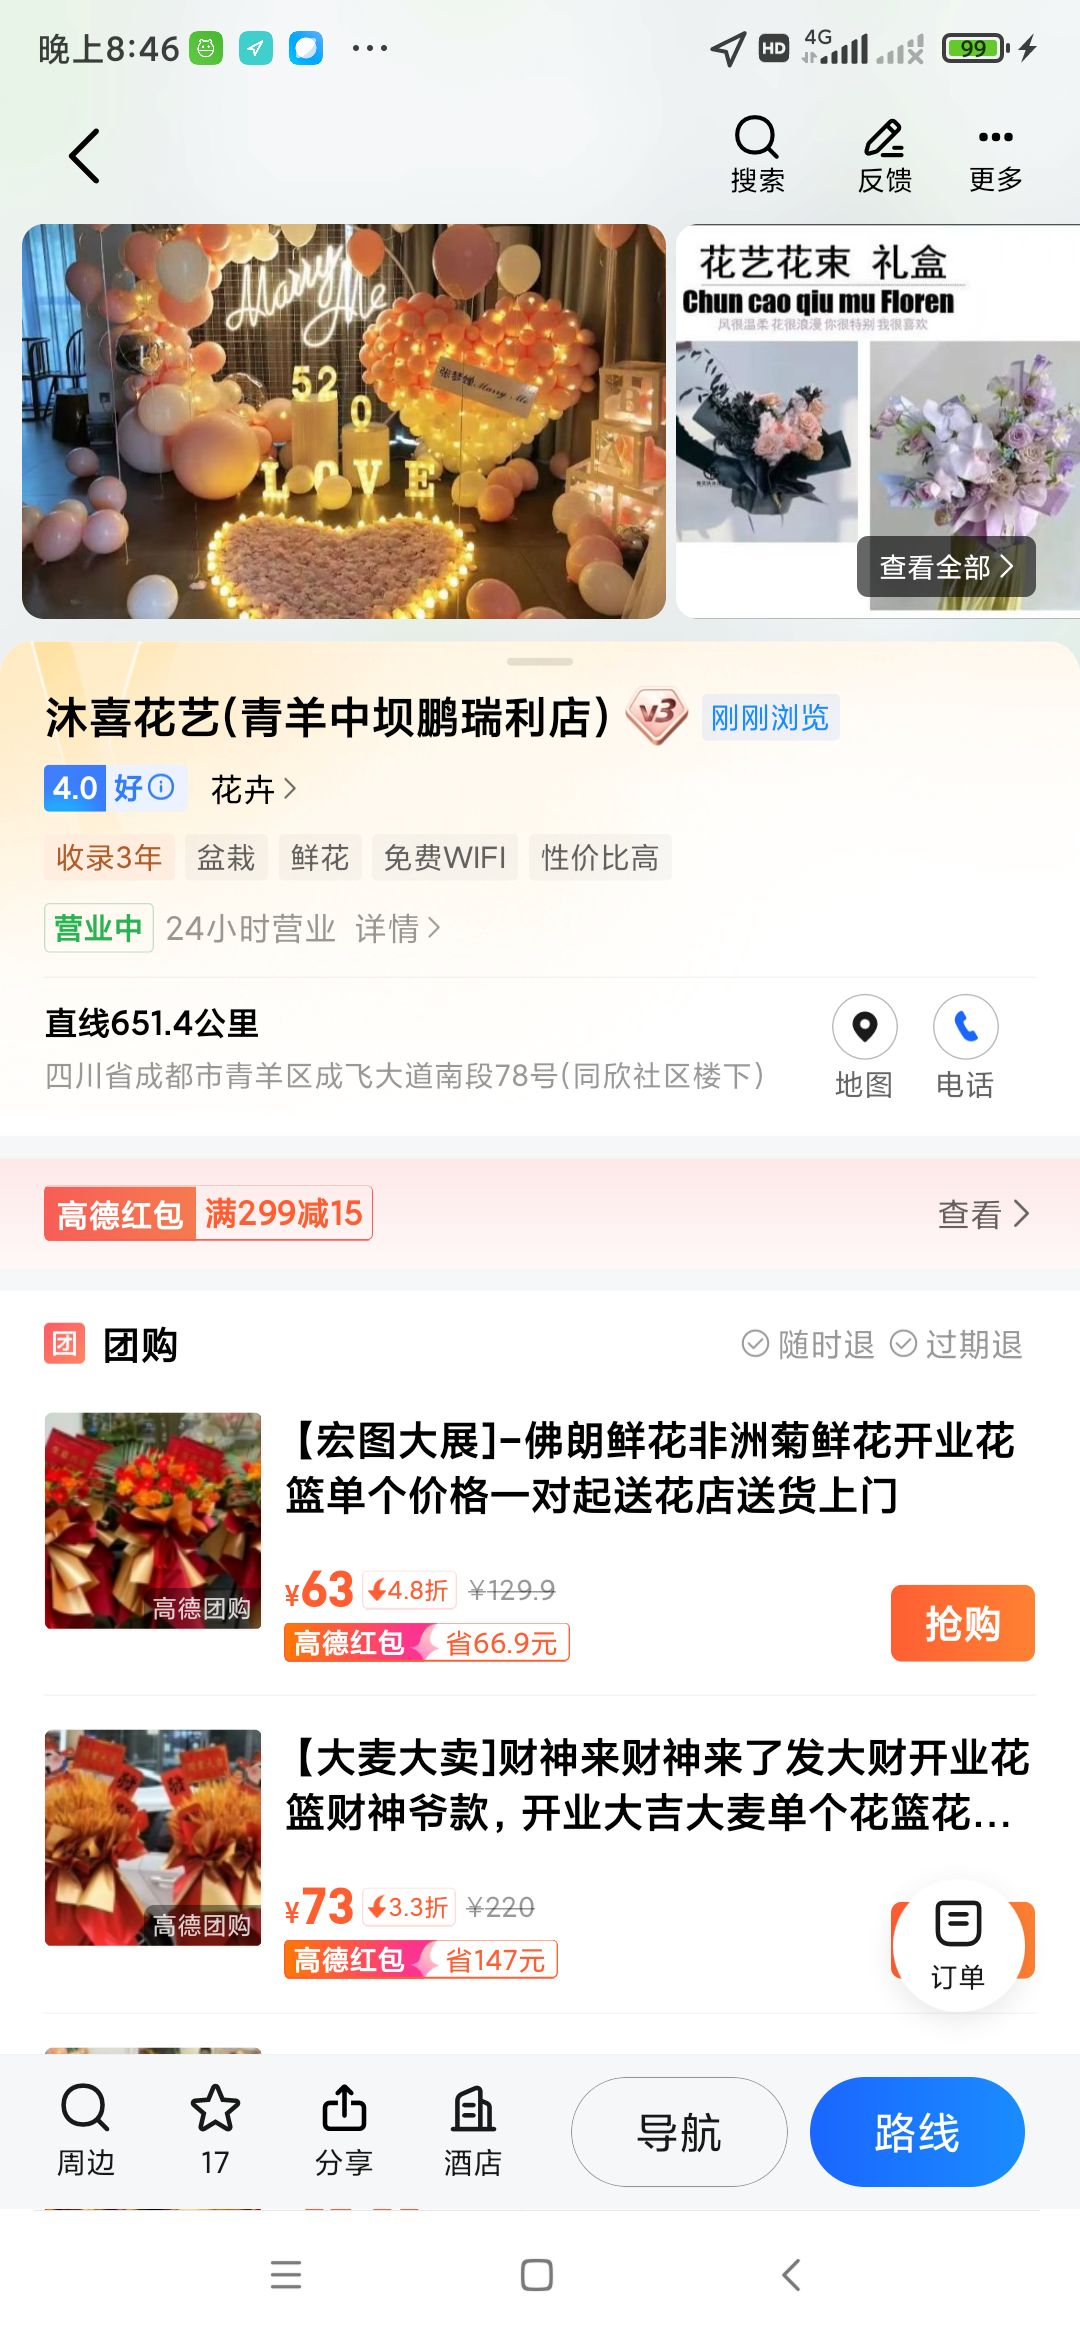 晚上8:46
HD 4G 99
搜索 反馈 更多
Marry Me
52
0
LOVE
花艺花束 礼盒
Chun cao qiu mu Floren
风很温柔 花很浪漫 你很特别 我很喜欢
查看全部
沐喜花艺(青羊中坝鹏瑞利店) V3 刚刚浏览
4.0 好 花卉
收录3年 盆栽 鲜花 免费WIFI 性价比高
营业中 24小时营业 详情
直线651.4公里
四川省成都市青羊区成飞大道南段78号(同欣社区楼下)
地图 电话
高德红包 满299减15 查看
团 团购 随时退 过期退
【宏图大展]-佛朗鲜花非洲菊鲜花开业花
篮单个价格一对起送花店送货上门
高德团购
¥63 4.8折 ¥129.9
高德红包 省66.9元
抢购
【大麦大卖]财神来财神来了发大财开业花
篮财神爷款，开业大吉大麦单个花篮花...
高德团购
¥73 3.3折 ¥220
高德红包 省147元
订单
周边 17 分享 酒店 导航 路线